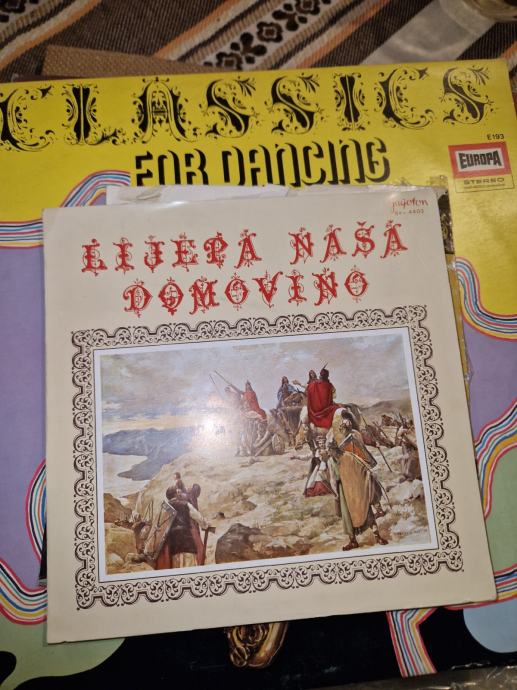 CLASSICS
FOR DANCING
E193
EUROPA
STEREO
jugoton
LIJEPA NAŠA
DOMOVINO